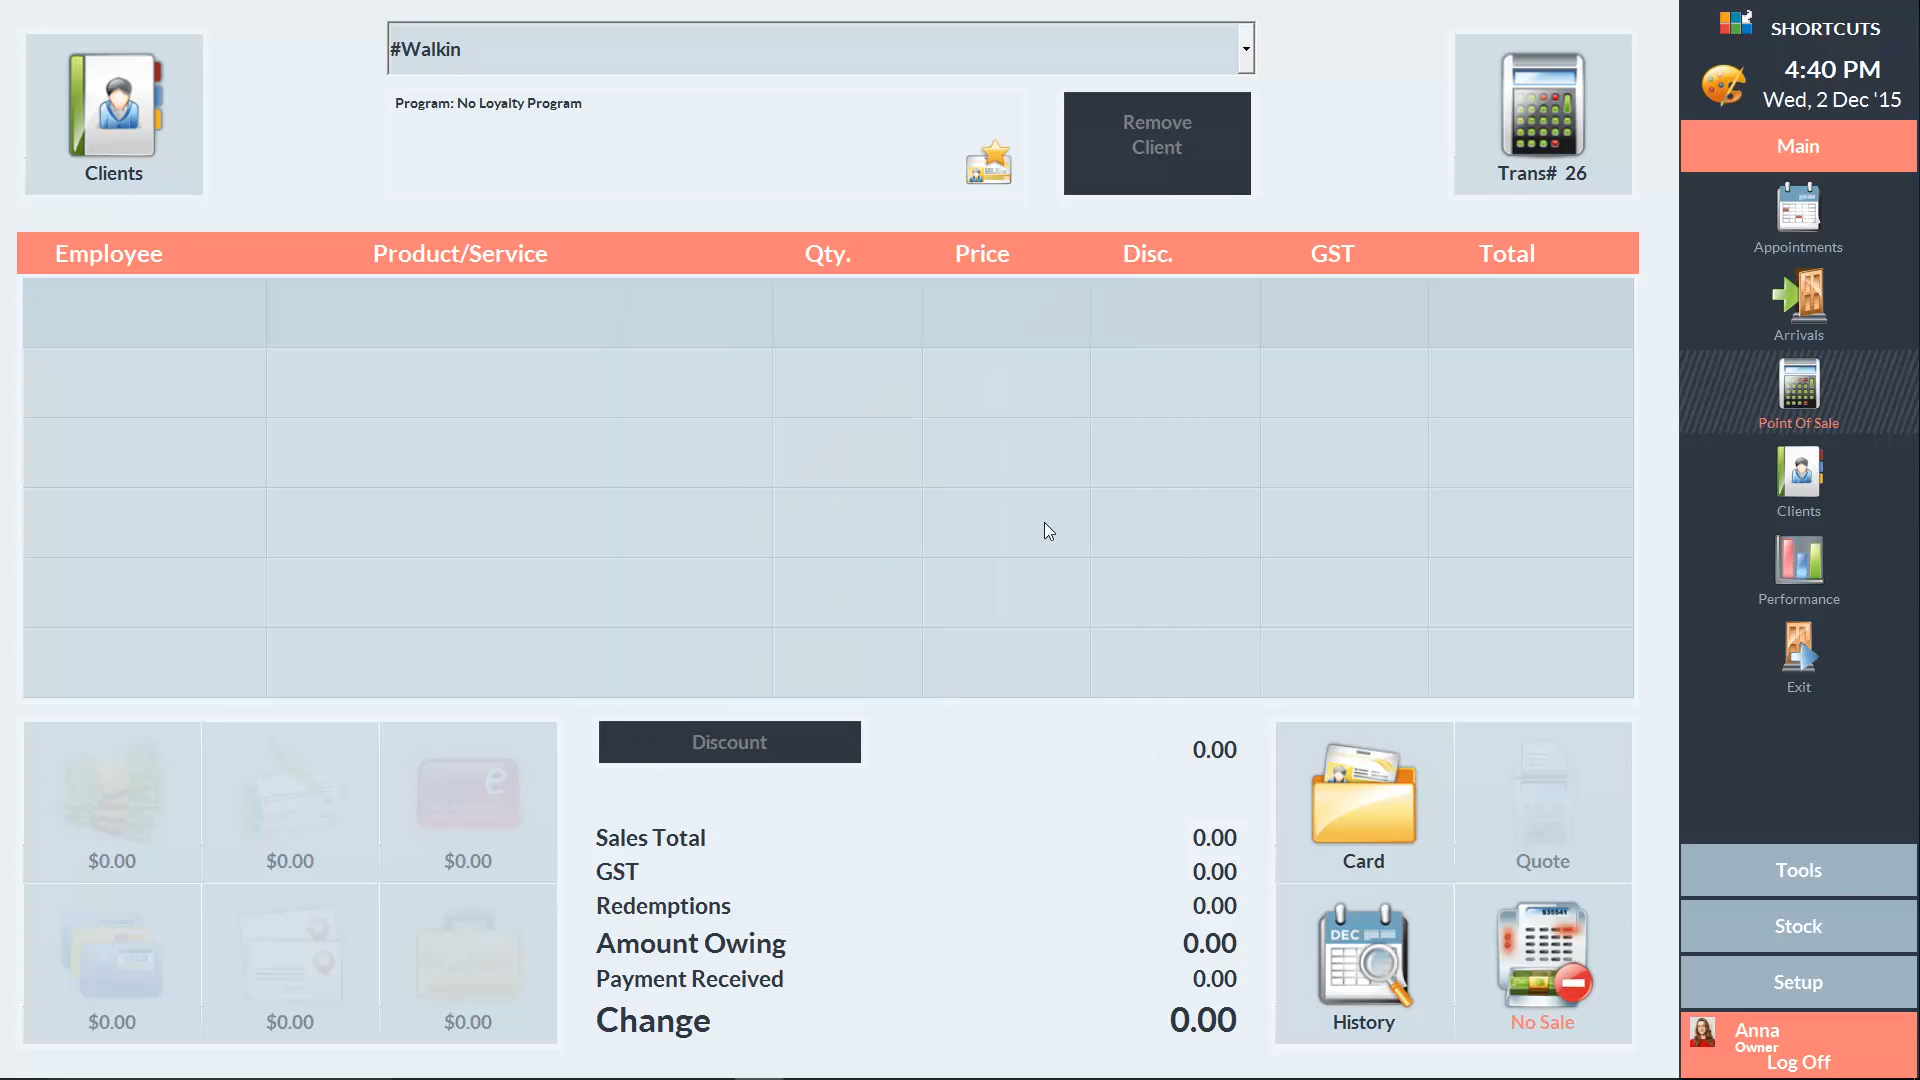 #Walkin
Program: No Loyalty Program
Clients
Remove
Client
Trans# 26
Employee Product/Service Qty. Price Disc. GST Total
Discount 0.00
Sales Total 0.00
GST 0.00
Redemptions 0.00
Amount Owing 0.00
Payment Received 0.00
Change 0.00
$0.00 $0.00 $0.00
$0.00 $0.00 $0.00
Card
Quote
DEC
History
No Sale
SHORTCUTS
4:40 PM
Wed, 2 Dec '15
Main
Appointments
Arrivals
Point Of Sale
Clients
Performance
Exit
Tools
Stock
Setup
Anna
Owner
Log Off